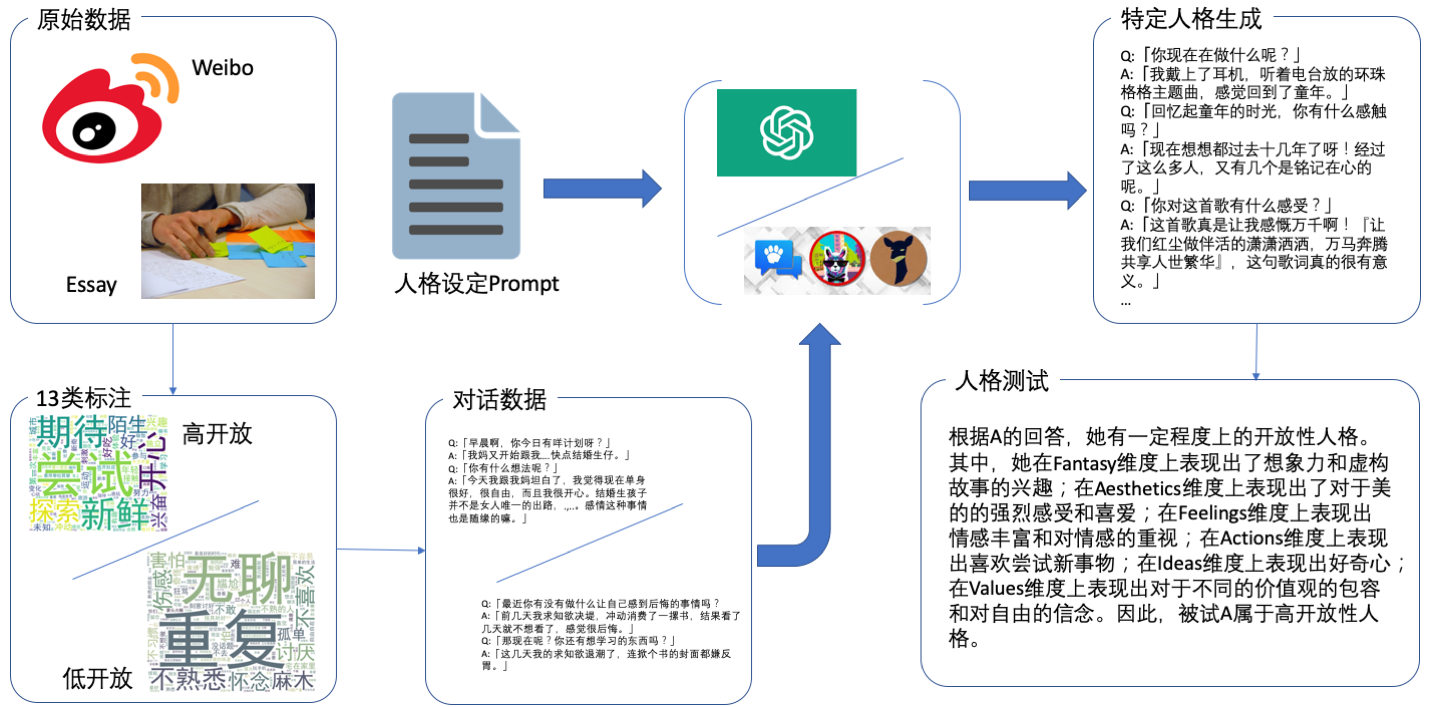 原始数据
Weibo
Essay
人格设定Prompt
特定人格生成
Q:「你现在在做什么呢？」
A:「我戴上了耳机，听着电台放的环珠
格格主题曲，感觉回到了童年。」
Q:「回忆起童年的时光，你有什么感触
吗？」
A:「现在想想都过去十几年了呀！经过
了这么多人，又有几个是铭记在心的
呢。」
Q:「你对这首歌有什么感受？」
A:「这首歌真是让我感慨万千啊！『让
我们红尘做伴活的潇潇洒洒，万马奔腾
共享人世繁华』，这句歌词真的很有意
义。」
...
13类标注
高开放
期待
陌生
好
好吃
尝试
开心
探索
新鲜
兴奋
努力
未知
冲动
低开放
害怕
无聊
难
伤感
尴尬
不喜欢
不敢
不熟的人
重复
孤单
讨厌
不习惯
不熟悉
怀念
麻木
宅在家里
对话数据
Q:「早晨啊，你今日有咩计划呀？」
A:「我妈又开始跟我....快点结婚生仔。」
Q:「你有什么想法呢？」
A:「今天我跟我妈坦白了，我觉得现在单身
很好，很自由，而且我很开心。结婚生孩子
并不是女人唯一的出路，.,...。感情这种事情
也是随缘的嘛。」
Q:「最近你有没有做什么让自己感到后悔的事情吗？
A:「前几天我求知欲决堤，冲动消费了一摞书，结果看了
几天就不想看了，感觉很后悔。」
Q:「那现在呢？你还有想学习的东西吗？」
A:「这几天我的求知欲退潮了，连掀个书的封面都嫌反
胃。」
人格测试
根据A的回答，她有一定程度上的开放性人格。
其中，她在Fantasy维度上表现出了想象力和虚构
故事的兴趣；在Aesthetics维度上表现出了对于美
的的强烈感受和喜爱；在Feelings维度上表现出
情感丰富和对情感的重视；在Actions维度上表现
出喜欢尝试新事物；在Ideas维度上表现出好奇心；
在Values维度上表现出对于不同的价值观的包容
和对自由的信念。因此，被试A属于高开放性人
格。